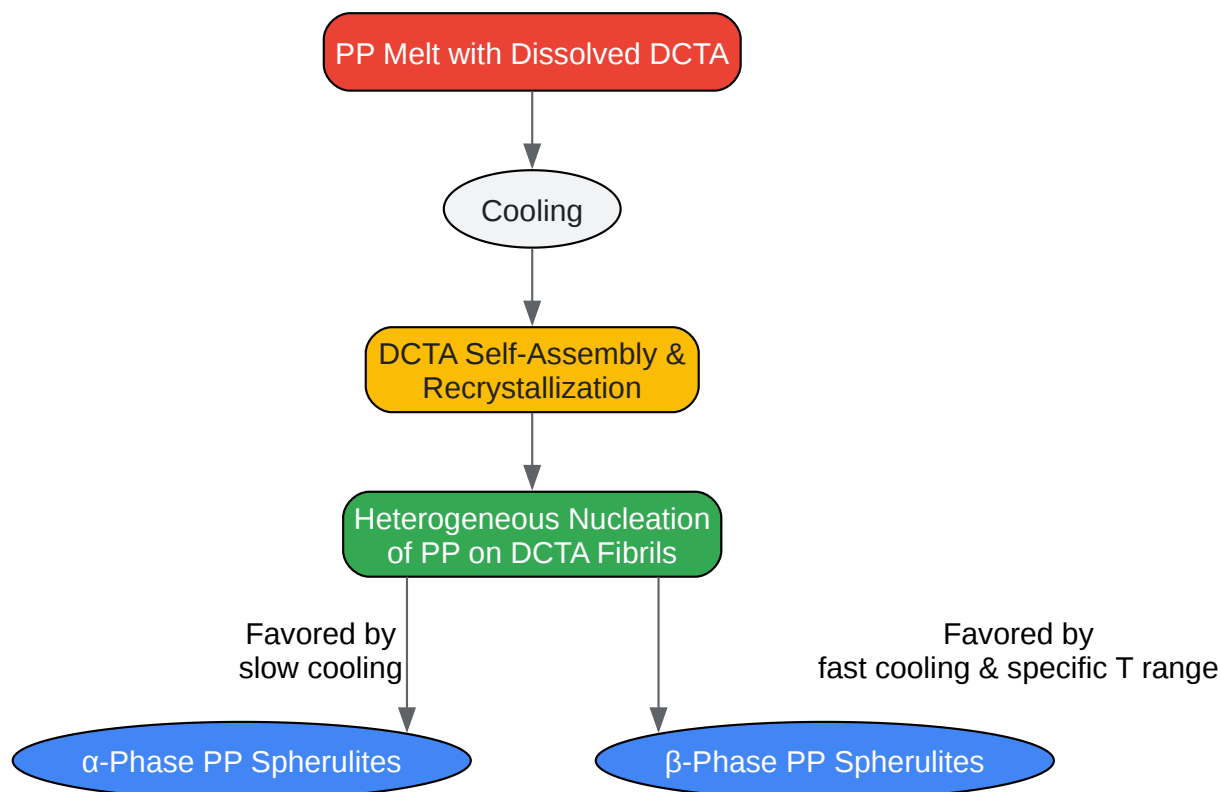 PP Melt with Dissolved DCTA
Cooling
DCTA Self-Assembly &
Recrystallization
Heterogeneous Nucleation
of PP on DCTA Fibrils
Favored by
slow cooling
Favored by
fast cooling & specific T range
α-Phase PP Spherulites
β-Phase PP Spherulites